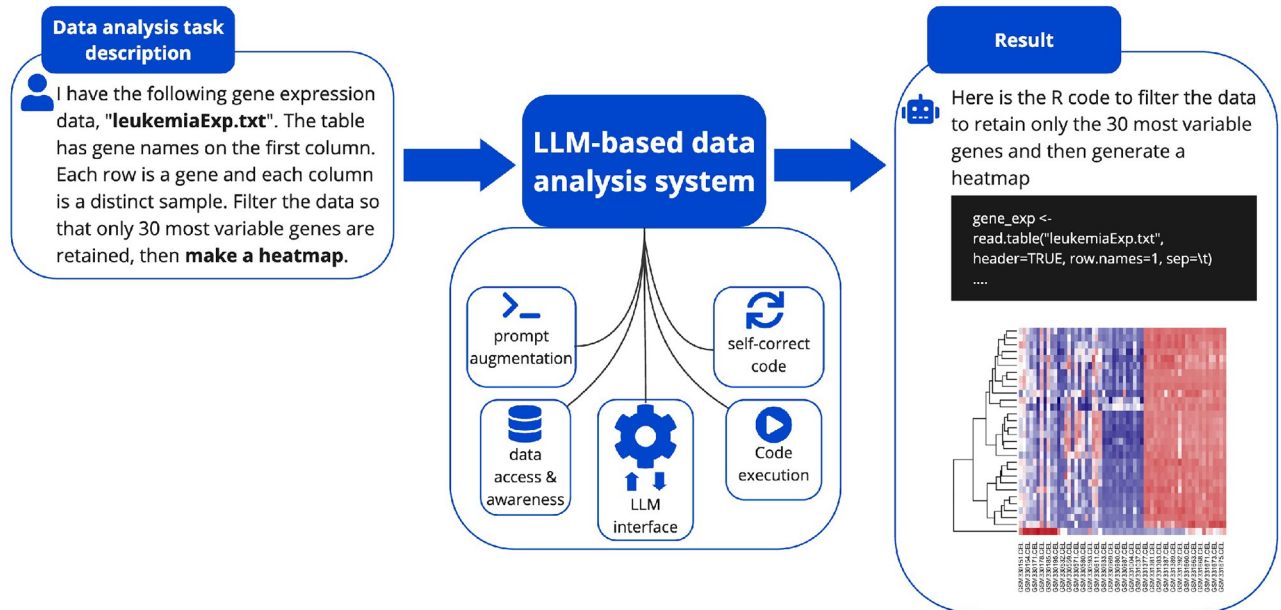 Data analysis task
description
I have the following gene expression
data, "leukemiaExp.txt". The table
has gene names on the first column.
Each row is a gene and each column
is a distinct sample. Filter the data so
that only 30 most variable genes are
retained, then make a heatmap.
LLM-based data
analysis system
prompt
augmentation
self-correct
code
data
access &
awareness
LLM
interface
Code
execution
Result
Here is the R code to filter the data
to retain only the 30 most variable
genes and then generate a
heatmap
gene_exp <-
read.table("leukemiaExp.txt",
header=TRUE, row.names=1, sep=\t)
....